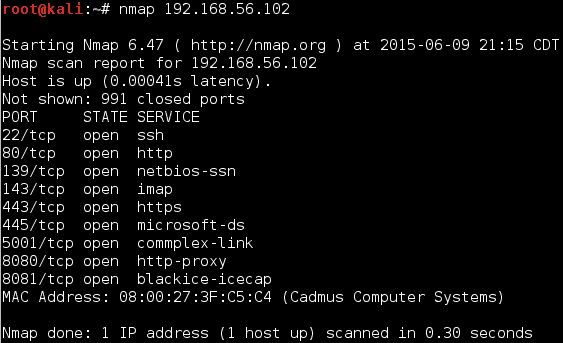 root@kali:~# nmap 192.168.56.102
Starting Nmap 6.47 ( http://nmap.org ) at 2015-06-09 21:15 CDT
Nmap scan report for 192.168.56.102
Host is up (0.00041s latency).
Not shown: 991 closed ports
PORT STATE SERVICE
22/tcp open ssh
80/tcp open http
139/tcp open netbios-ssn
143/tcp open imap
443/tcp open https
445/tcp open microsoft-ds
5001/tcp open commplex-link
8080/tcp open http-proxy
8081/tcp open blackice-icecap
MAC Address: 08:00:27:3F:C5:C4 (Cadmus Computer Systems)
Nmap done: 1 IP address (1 host up) scanned in 0.30 seconds